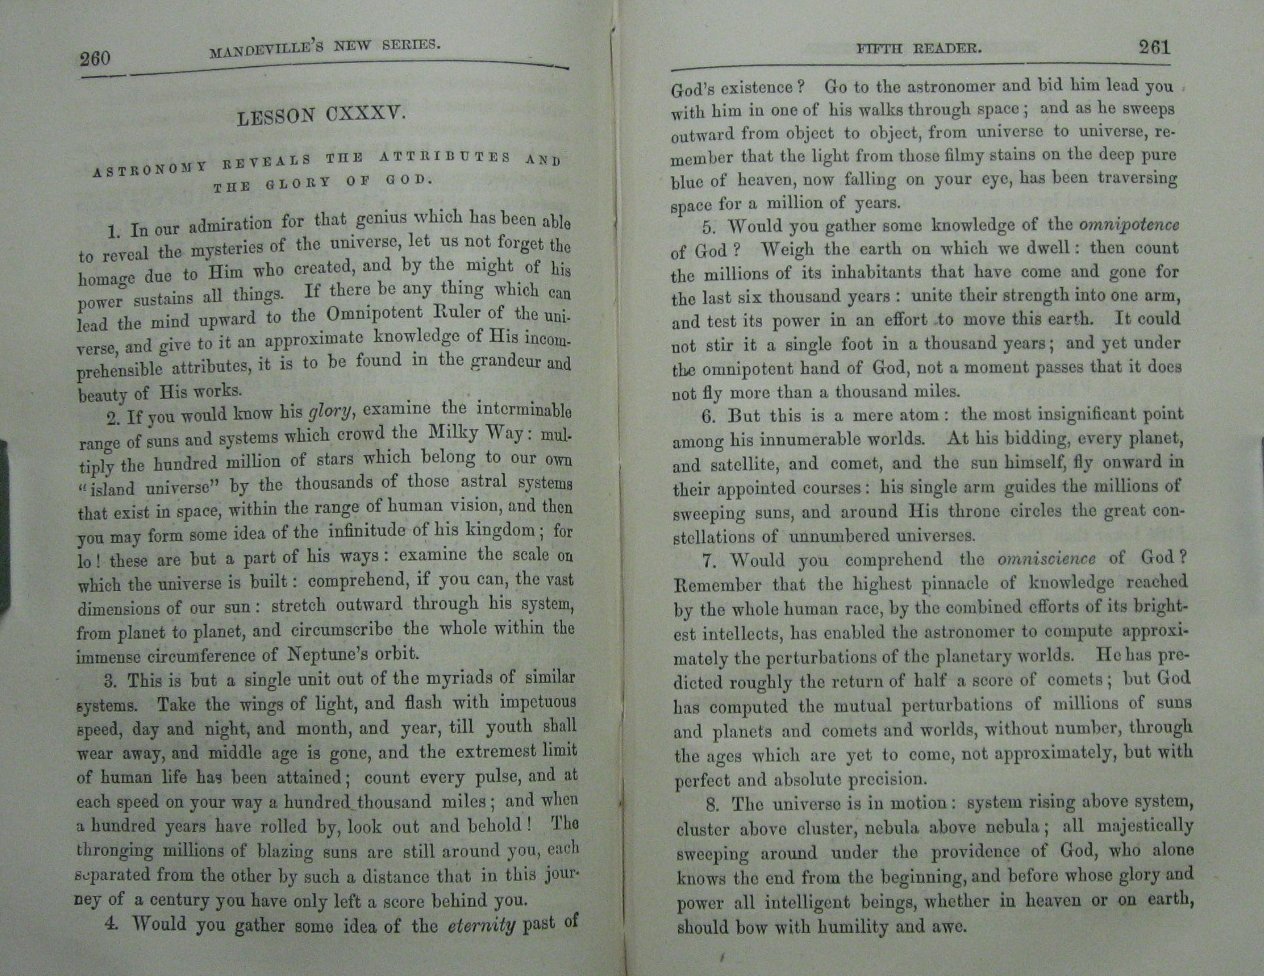 260
MANDEVILLE'S NEW SERIES.
LESSON CXXXV.
ASTRONOMY REVEALS THE ATTRIBUTES AND
THE GLORY OF GOD.
1. In our admiration for that genius which has been able
to reveal the mysteries of the universe, let us not forget the
homage due to Him who created, and by the might of his
power sustains all things. If there be any thing which can
lead the mind upward to the Omnipotent Ruler of the uni-
verse, and give to it an approximate knowledge of His incom-
prehensible attributes, it is to be found in the grandeur and
beauty of His works.
2. If you would know his glory, examine the interminable
range of suns and systems which crowd the Milky Way: mul-
tiply the hundred million of stars which belong to our own
"island universe" by the thousands of those astral systems
that exist in space, within the range of human vision, and then
you may form some idea of the infinitude of his kingdom; for
lo! these are but a part of his ways: examine the scale on
which the universe is built: comprehend, if you can, the vast
dimensions of our sun: stretch outward through his system,
from planet to planet, and circumscribe the whole within the
immense circumference of Neptune's orbit.
3. This is but a single unit out of the myriads of similar
systems. Take the wings of light, and flash with impetuous
speed, day and night, and month, and year, till youth shall
wear away, and middle age is gone, and the extremest limit
of human life has been attained; count every pulse, and at
each speed on your way a hundred thousand miles; and when
a hundred years have rolled by, look out and behold! The
thronging millions of blazing suns are still around you, each
separated from the other by such a distance that in this jour-
ney of a century you have only left a score behind you.
4. Would you gather some idea of the eternity past of
FIFTH READER.
261
God's existence? Go to the astronomer and bid him lead you
with him in one of his walks through space; and as he sweeps
outward from object to object, from universe to universe, re-
member that the light from those filmy stains on the deep pure
blue of heaven, now falling on your eye, has been traversing
space for a million of years.
5. Would you gather some knowledge of the omnipotence
of God? Weigh the earth on which we dwell: then count
the millions of its inhabitants that have come and gone for
the last six thousand years: unite their strength into one arm,
and test its power in an effort to move this earth. It could
not stir it a single foot in a thousand years; and yet under
the omnipotent hand of God, not a moment passes that it does
not fly more than a thousand miles.
6. But this is a mere atom: the most insignificant point
among his innumerable worlds. At his bidding, every planet,
and satellite, and comet, and the sun himself, fly onward in
their appointed courses: his single arm guides the millions of
sweeping suns, and around His throne circles the great con-
stellations of unnumbered universes.
7. Would you comprehend the omniscience of God?
Remember that the highest pinnacle of knowledge reached
by the whole human race, by the combined efforts of its bright-
est intellects, has enabled the astronomer to compute approxi-
mately the perturbations of the planetary worlds. He has pre-
dicted roughly the return of half a score of comets; but God
has computed the mutual perturbations of millions of suns
and planets and comets and worlds, without number, through
the ages which are yet to come, not approximately, but with
perfect and absolute precision.
8. The universe is in motion: system rising above system,
cluster above cluster, nebula above nebula; all majestically
sweeping around under the providence of God, who alone
knows the end from the beginning, and before whose glory and
power all intelligent beings, whether in heaven or on earth,
should bow with humility and awe.